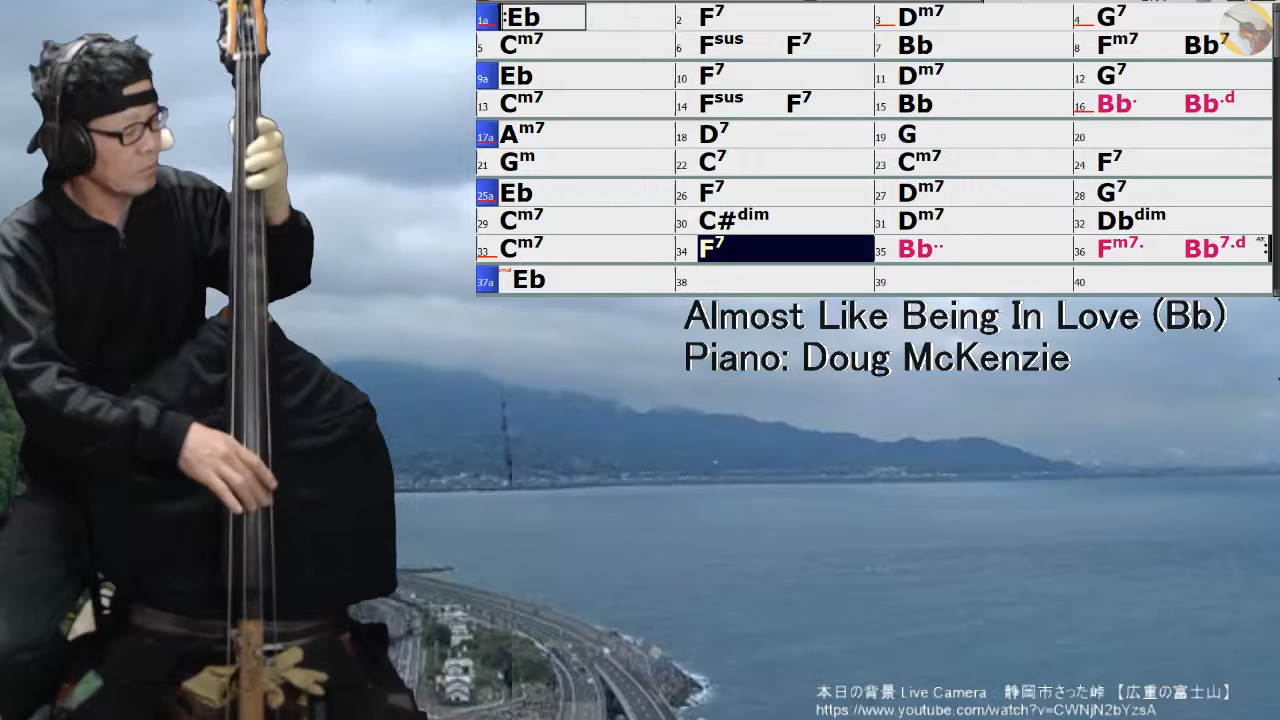 1a Eb 2 F7 3 Dm7 4 G7
5 Cm7 6 Fsus F7 7 Bb 8 Fm7 Bb7
9a Eb 10 F7 11 Dm7 12 G7
13 Cm7 14 Fsus F7 15 Bb 16 Bb. Bb.d
17a Am7 18 D7 19 G 20
21 Gm 22 C7 23 Cm7 24 F7
25a Eb 26 F7 27 Dm7 28 G7
29 Cm7 30 C#dim 31 Dm7 32 Dbdim
33 Cm7 34 F7 35 Bb.. 36 Fm7. Bb7.d
37a Eb 38 39 40
Almost Like Being In Love (Bb)
Piano: Doug McKenzie
本日の背景 Live Camera : 静岡市さった峠 【広重の富士山】
https://www.youtube.com/watch?v=CWNjN2bYzsA